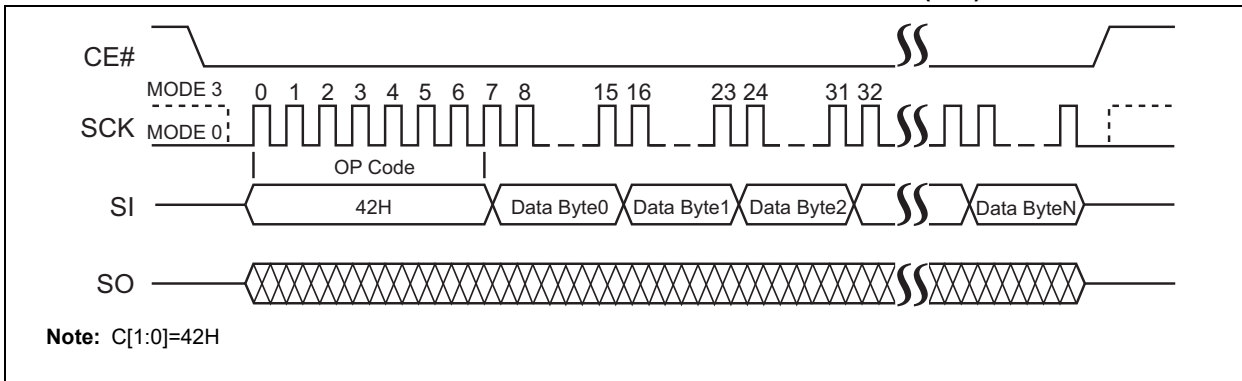 CE#
MODE 3
0 1 2 3 4 5 6 7 8 15 16 23 24 31 32
SCK MODE 0
OP Code
SI 42H Data Byte0 Data Byte1 Data Byte2 Data ByteN
SO
Note: C[1:0]=42H